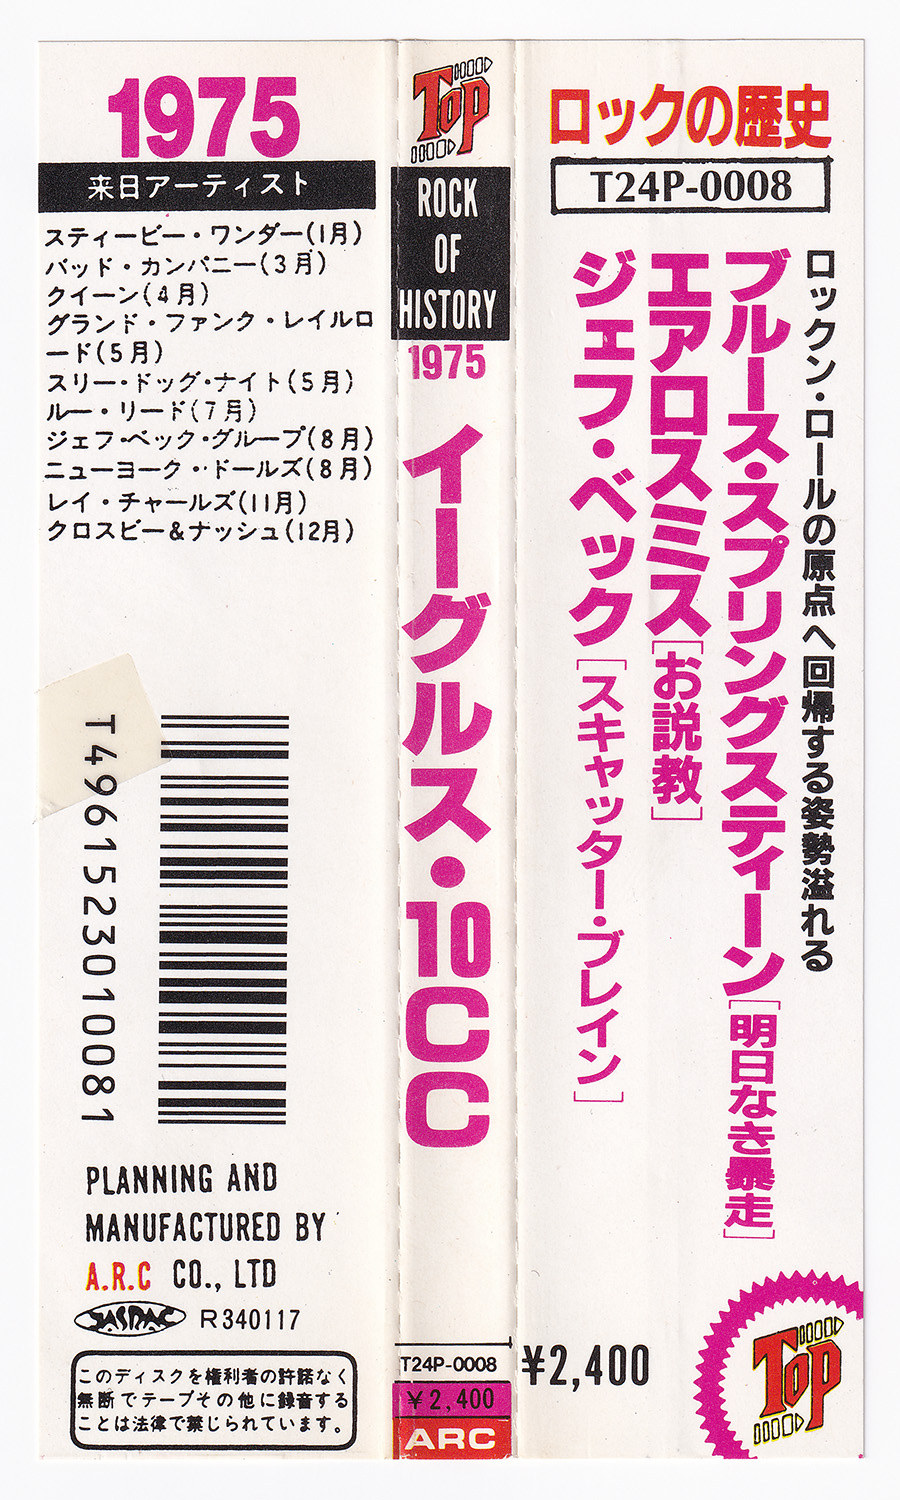 1975
来日アーティスト
スティービー・ワンダー(1月)
バッド・カンパニー(3月)
クイーン(4月)
グランド・ファンク・レイルロ
ード(5月)
スリー・ドッグ・ナイト(5月)
ルー・リード(7月)
ジェフ・ベック・グループ(8月)
ニューヨーク・ドールズ(8月)
レイ・チャールズ(11月)
クロスビー&ナッシュ(12月)
T4961523010081
PLANNING AND
MANUFACTURED BY
A.R.C CO., LTD
JASRAC R340117
このディスクを権利者の許諾なく
無断でテープその他に録音する
ことは法律で禁じられています。
TOP
ROCK
OF
HISTORY
1975
イーグルス・10CC
T24P-0008
¥2,400
ARC
ロックの歴史
T24P-0008
ロックン・ロールの原点へ回帰する姿勢溢れる
ブルース・スプリングスティーン[明日なき暴走]
エアロスミス[お説教]
ジェフ・ベック[スキャッター・ブレイン]
¥2,400
TOP